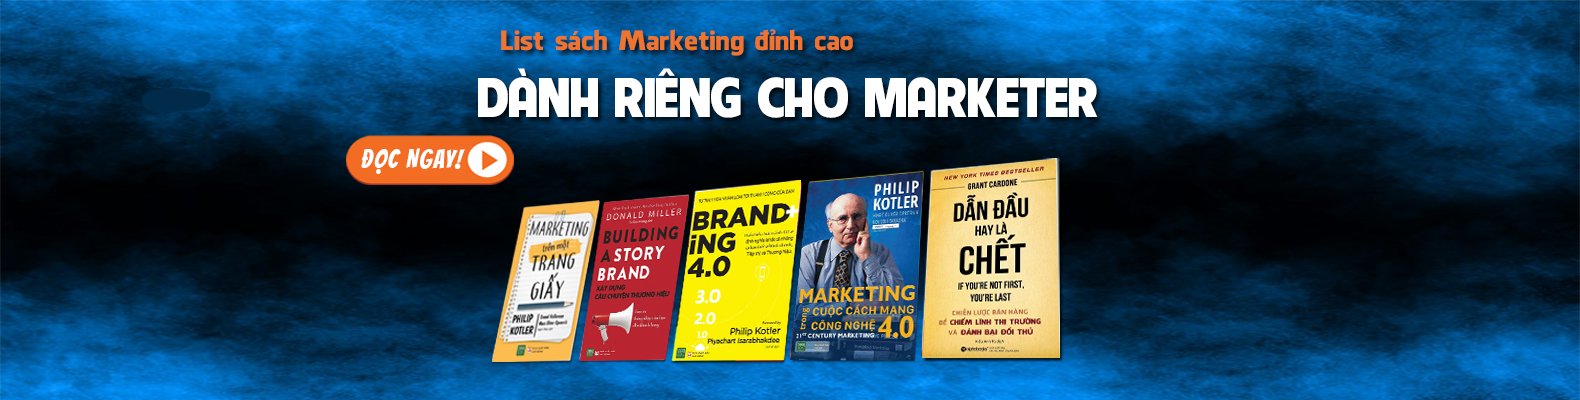 List sách Marketing đỉnh cao
DÀNH RIÊNG CHO MARKETER
ĐỌC NGAY!
MARKETING
trên một
TRANG
GIẤY
PHILIP
KOTLER
DONALD MILLER
BUILDING
A STORY
BRAND
XÂY DỰNG
CÂU CHUYỆN THƯƠNG HIỆU
BRAND
iNG
4.0
3.0
2.0
1.0
Philip Kotler
Piyachart Isarabhakdee
PHILIP
KOTLER
MARKETING
trong CUỘC CÁCH MẠNG
CÔNG NGHỆ 4.0
21ST CENTURY MARKETING
NEW YORK TIMES BESTSELLER
GRANT CARDONE
DẪN ĐẦU
HAY LÀ
CHẾT
IF YOU'RE NOT FIRST,
YOU'RE LAST
CHIẾN LƯỢC BÁN HÀNG
ĐỂ CHIẾM LĨNH THỊ TRƯỜNG
VÀ ĐÁNH BẠI ĐỐI THỦ